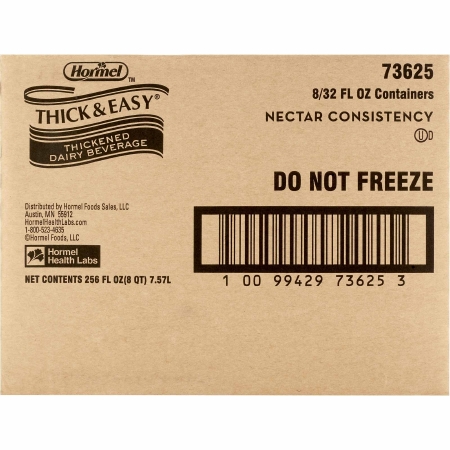 Hormel™
THICK & EASY®
THICKENED
DAIRY BEVERAGE
73625
8/32 FL OZ Containers
NECTAR CONSISTENCY
UD
DO NOT FREEZE
Distributed by Hormel Foods Sales, LLC
Austin, MN 55912
HormelHealthLabs.com
1-800-523-4635
©Hormel Foods, LLC
Hormel
Health Labs
NET CONTENTS 256 FL OZ(8 QT) 7.57L
1 00 99429 73625 3